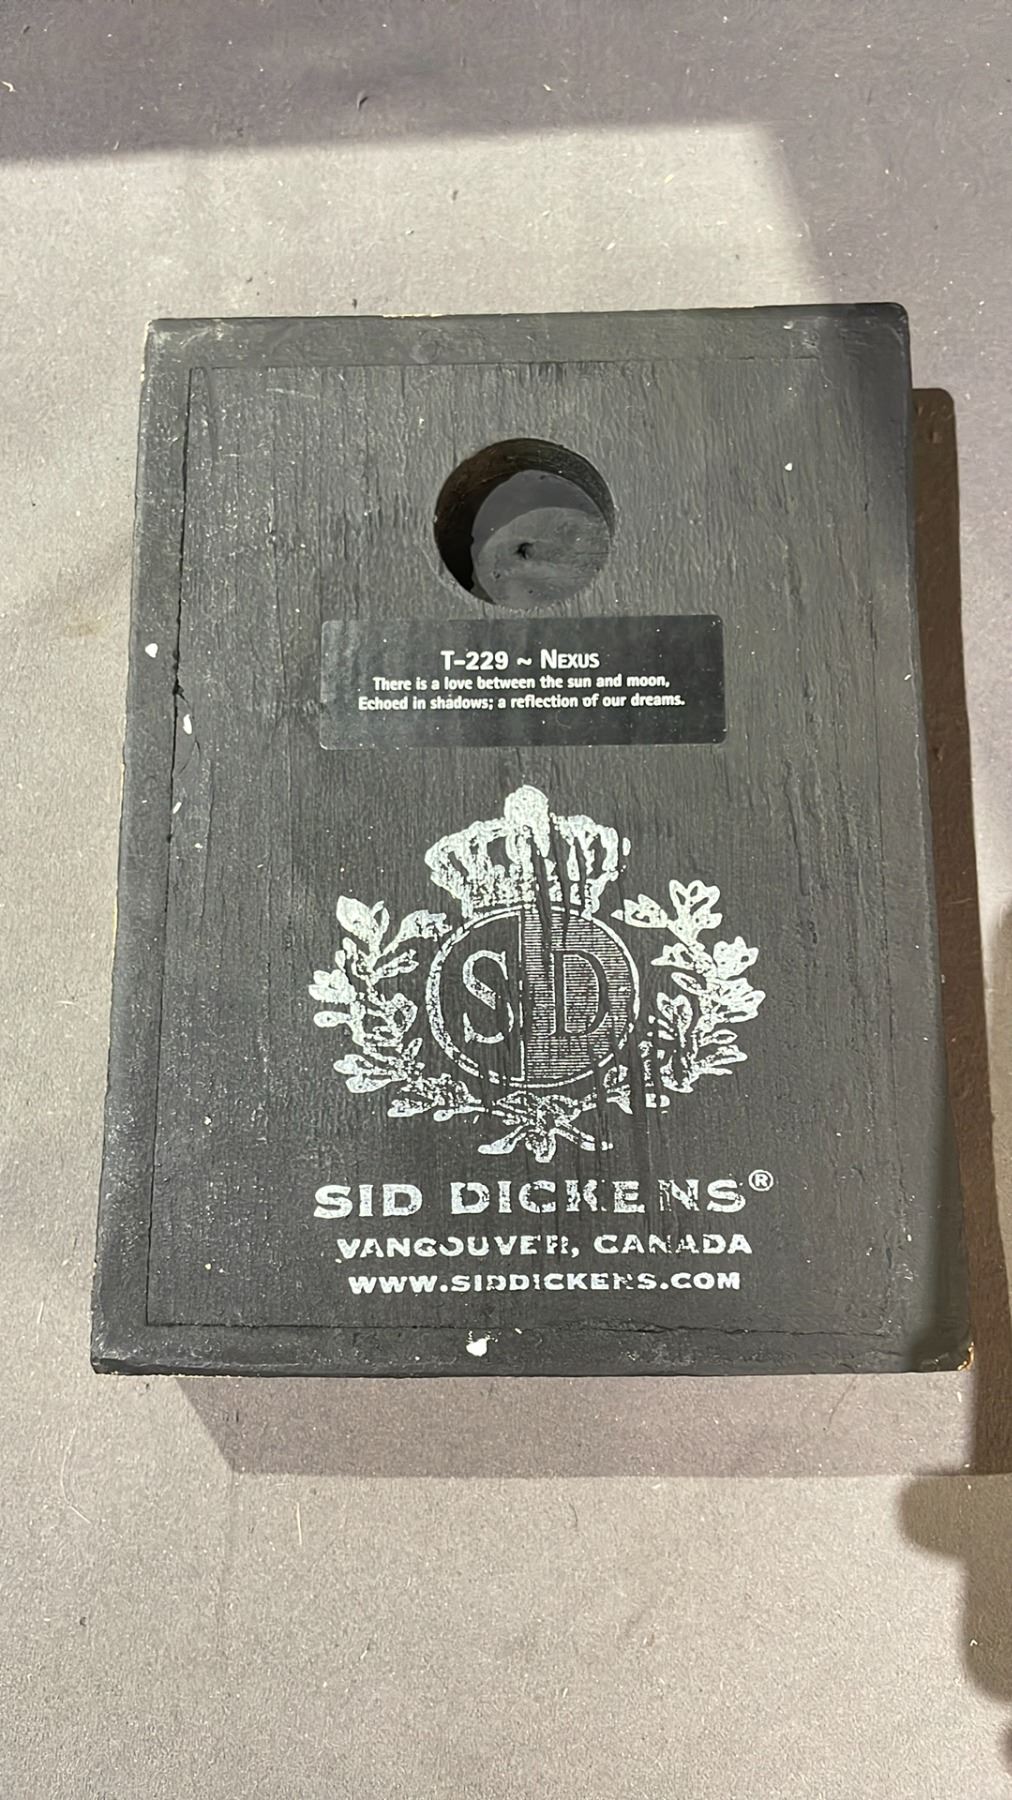 T-229 ~ NEXUS
There is a love between the sun and moon,
Echoed in shadows; a reflection of our dreams.
SD
SID DICKENS®
VANCOUVER, CANADA
WWW.SIDDICKENS.COM